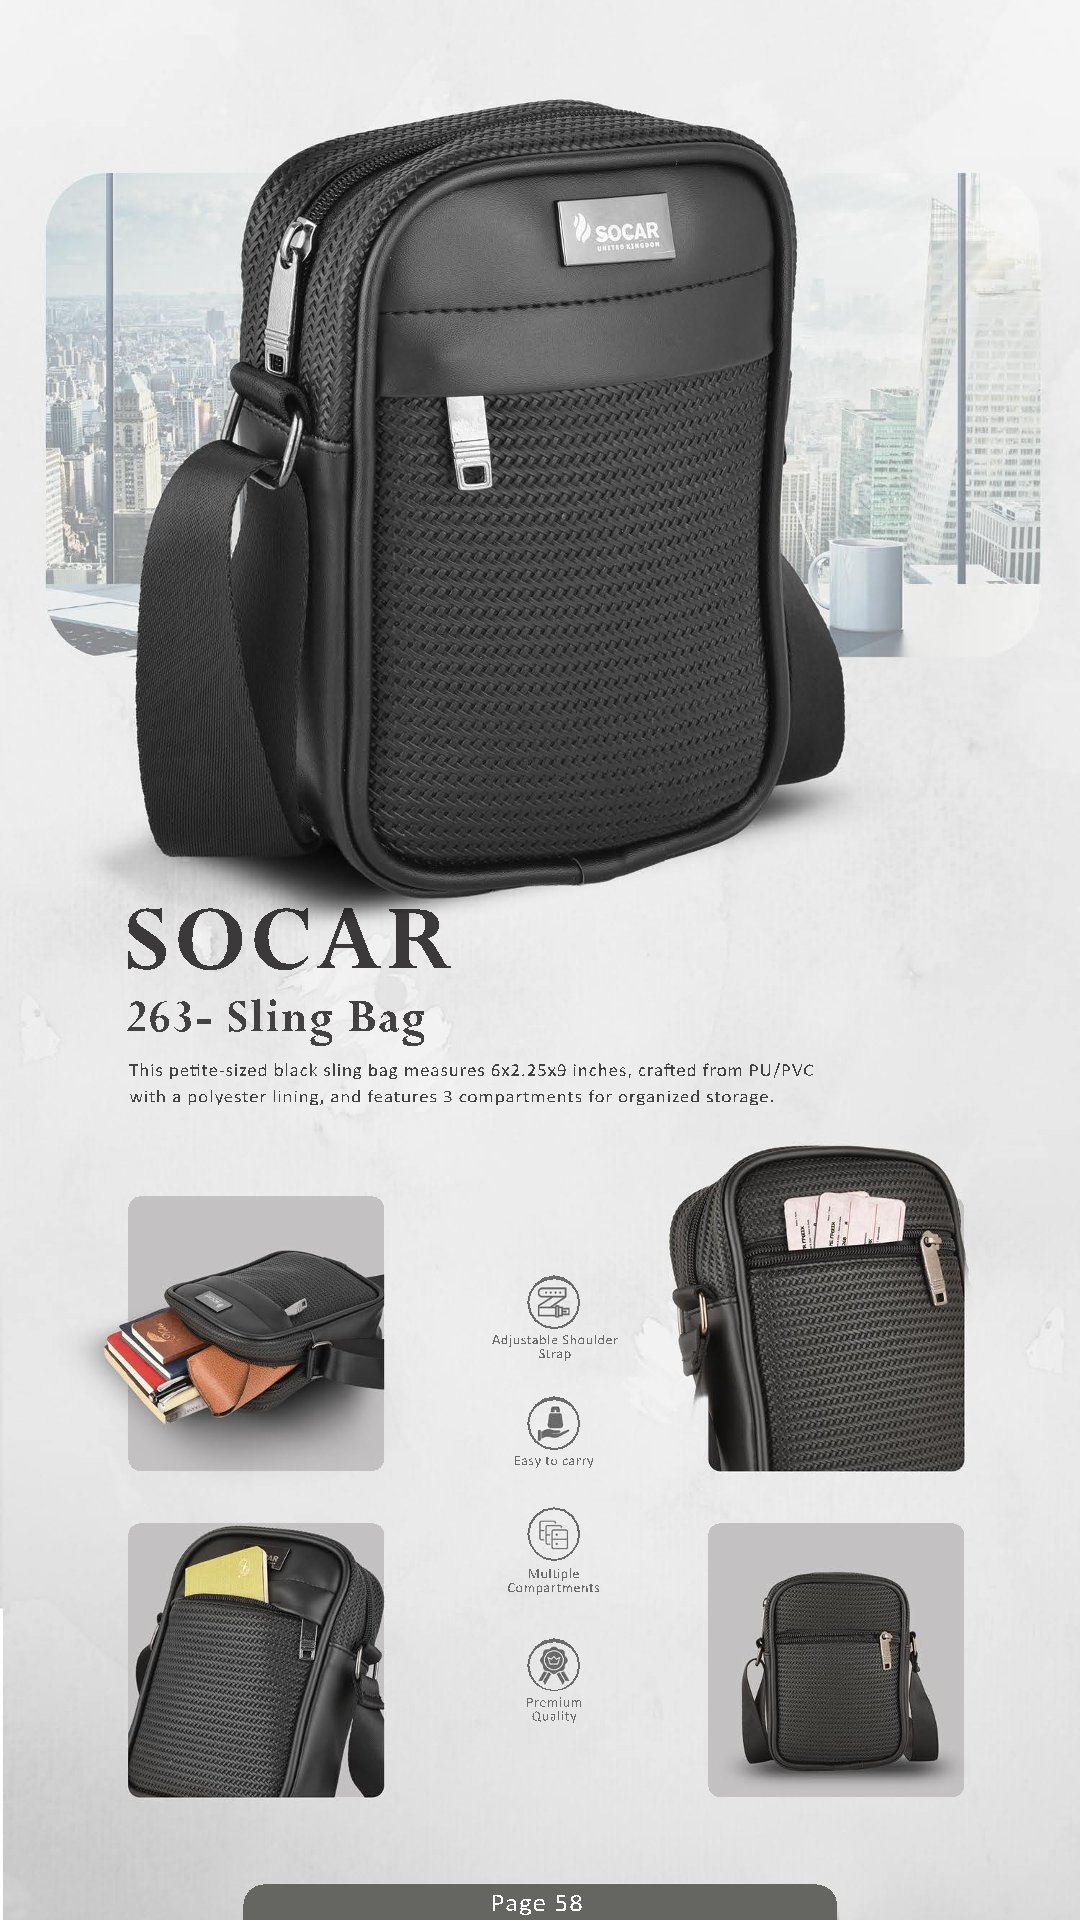 SOCAR
UNITED KINGDOM
SOCAR
263- Sling Bag
This petite-sized black sling bag measures 6x2.25x9 inches, crafted from PU/PVC
with a polyester lining, and features 3 compartments for organized storage.
Adjustable Shoulder
Strap
Easy to carry
Multiple
Compartments
Premium
Quality
Page 58